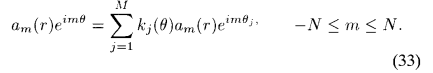 a_m(r)e^{imθ} = \sum_{j=1}^{M} k_j(θ)a_m(r)e^{imθ_j}, -N ≤ m ≤ N.
(33)